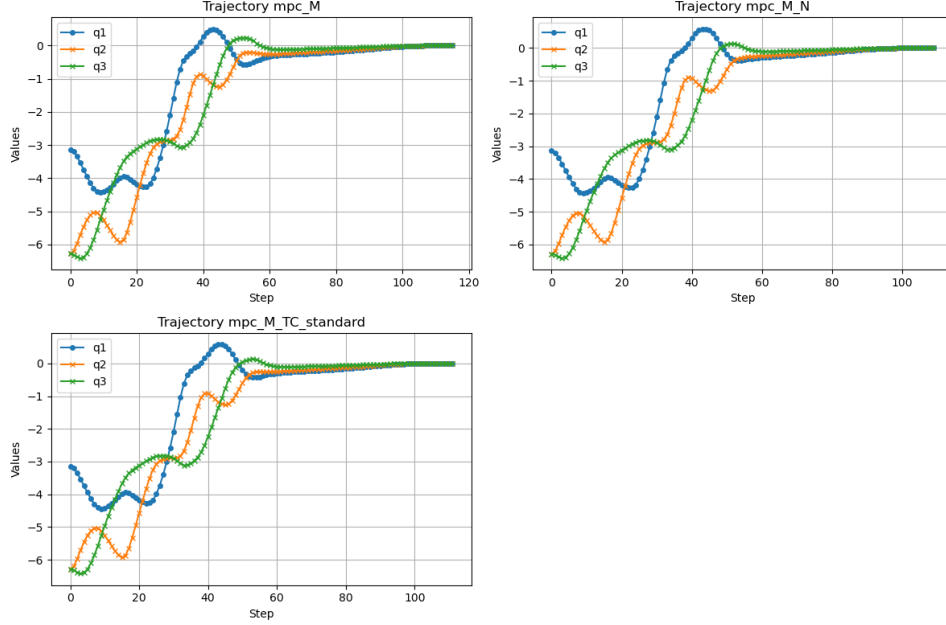 Trajectory mpc_M
q1
q2
q3
Values
0
−1
−2
−3
−4
−5
−6
0 20 40 60 80 100 120
Step
Trajectory mpc_M_N
q1
q2
q3
Values
0
−1
−2
−3
−4
−5
−6
0 20 40 60 80 100
Step
Trajectory mpc_M_TC_standard
q1
q2
q3
Values
0
−1
−2
−3
−4
−5
−6
0 20 40 60 80 100
Step